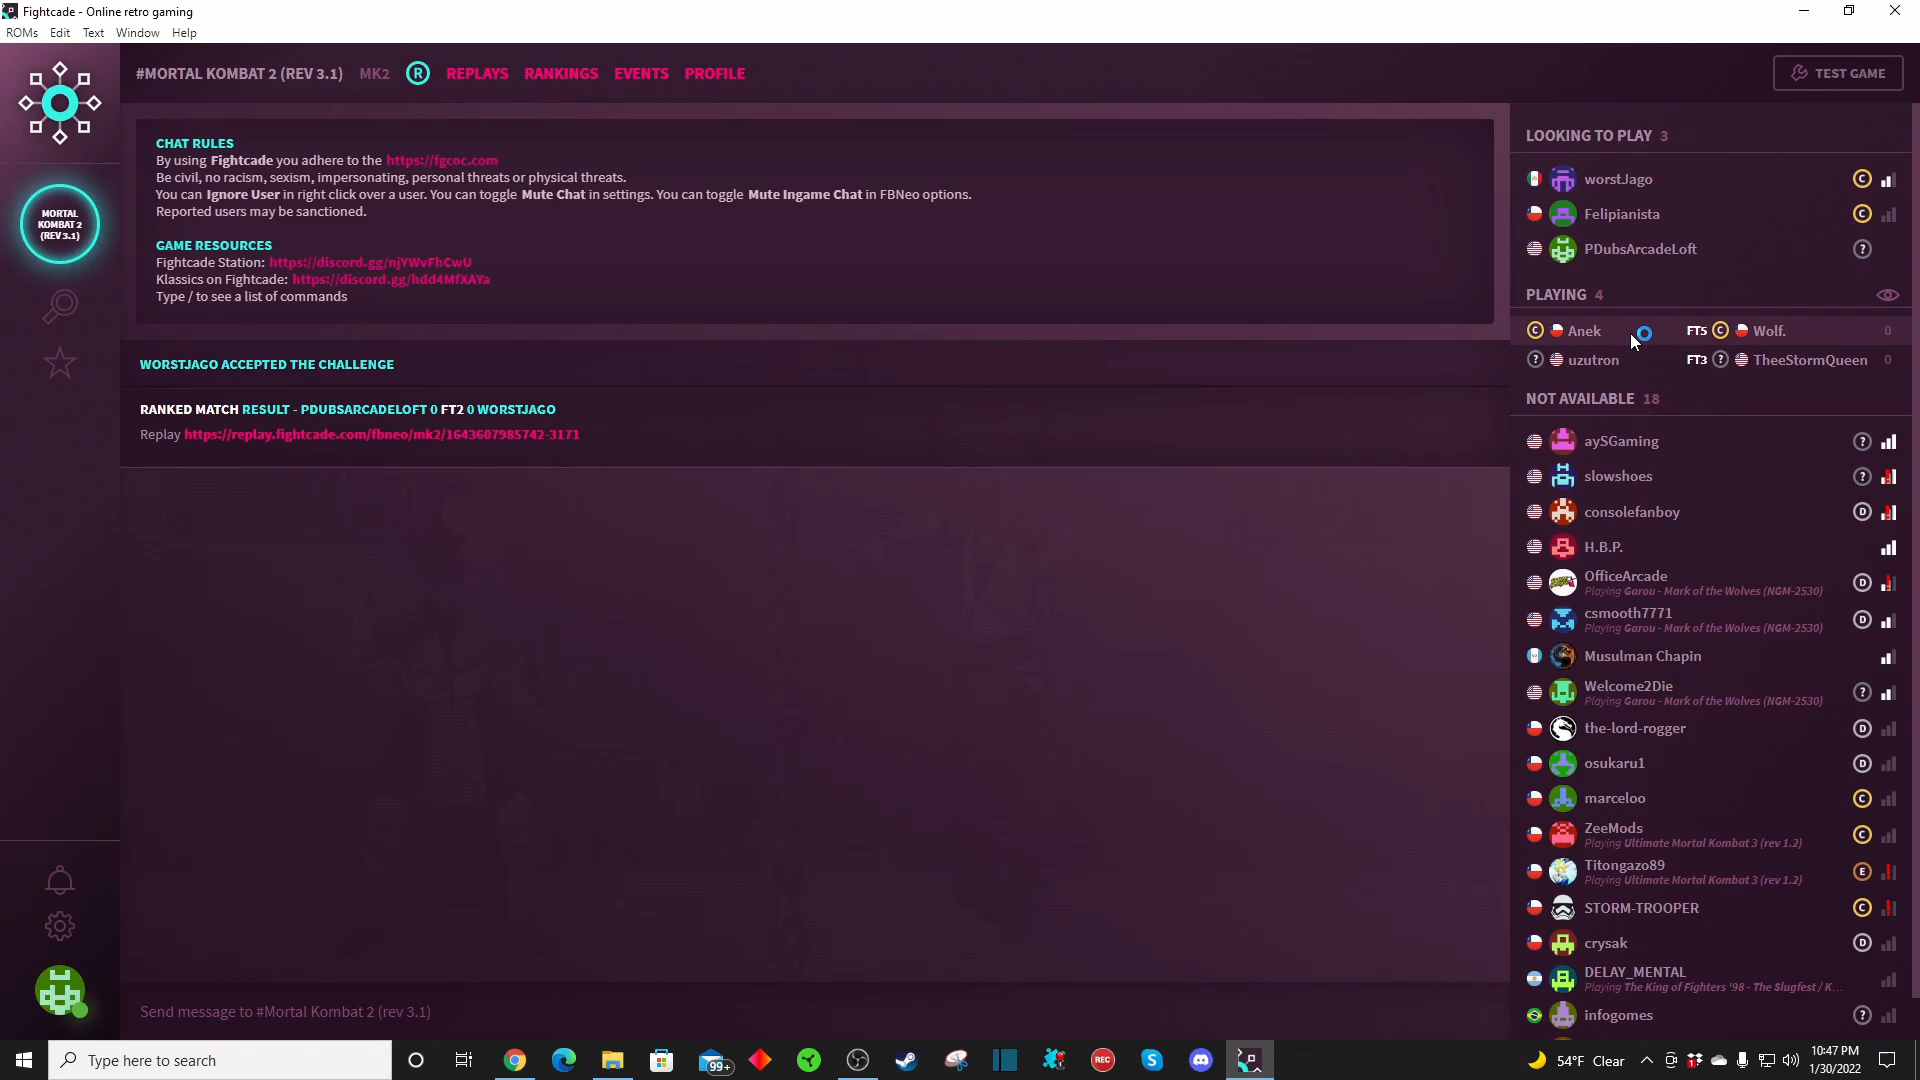 Fightcade - Online retro gaming
ROMs Edit Text Window Help
#MORTAL KOMBAT 2 (REV 3.1) MK2 R REPLAYS RANKINGS EVENTS PROFILE
TEST GAME
MORTAL
KOMBAT 2
(REV 3.1)
CHAT RULES
By using Fightcade you adhere to the https://fgcoc.com
Be civil, no racism, sexism, impersonating, personal threats or physical threats.
You can Ignore User in right click over a user. You can toggle Mute Chat in settings. You can toggle Mute Ingame Chat in FBNeo options.
Reported users may be sanctioned.
GAME RESOURCES
Fightcade Station: https://discord.gg/njYWvFhCwU
Klassics on Fightcade: https://discord.gg/hdd4MfXAYa
Type / to see a list of commands
WORSTJAGO ACCEPTED THE CHALLENGE
RANKED MATCH RESULT - PDUBSARCADELOFT 0 FT2 0 WORSTJAGO
Replay https://replay.fightcade.com/fbneo/mk2/1643607985742-3171
Send message to #Mortal Kombat 2 (rev 3.1)
LOOKING TO PLAY 3
worstJago C
Felipianista C
PDubsArcadeLoft ?
PLAYING 4
C Anek FT5 C Wolf. 0
? uzutron FT3 ? TheeStormQueen 0
NOT AVAILABLE 18
aySGaming ?
slowshoes ?
consolefanboy D
H.B.P.
OfficeArcade D
Playing Garou - Mark of the Wolves (NGM-2530)
csmooth7771 D
Playing Garou - Mark of the Wolves (NGM-2530)
Musulman Chapin
Welcome2Die ?
Playing Garou - Mark of the Wolves (NGM-2530)
the-lord-rogger D
osukaru1 D
marceloo C
ZeeMods C
Playing Ultimate Mortal Kombat 3 (rev 1.2)
Titongazo89 E
Playing Ultimate Mortal Kombat 3 (rev 1.2)
STORM-TROOPER C
crysak D
DELAY_MENTAL
Playing The King of Fighters '98 - The Slugfest / K...
infogomes ?
Type here to search
99+
REC
54°F Clear
10:47 PM
1/30/2022